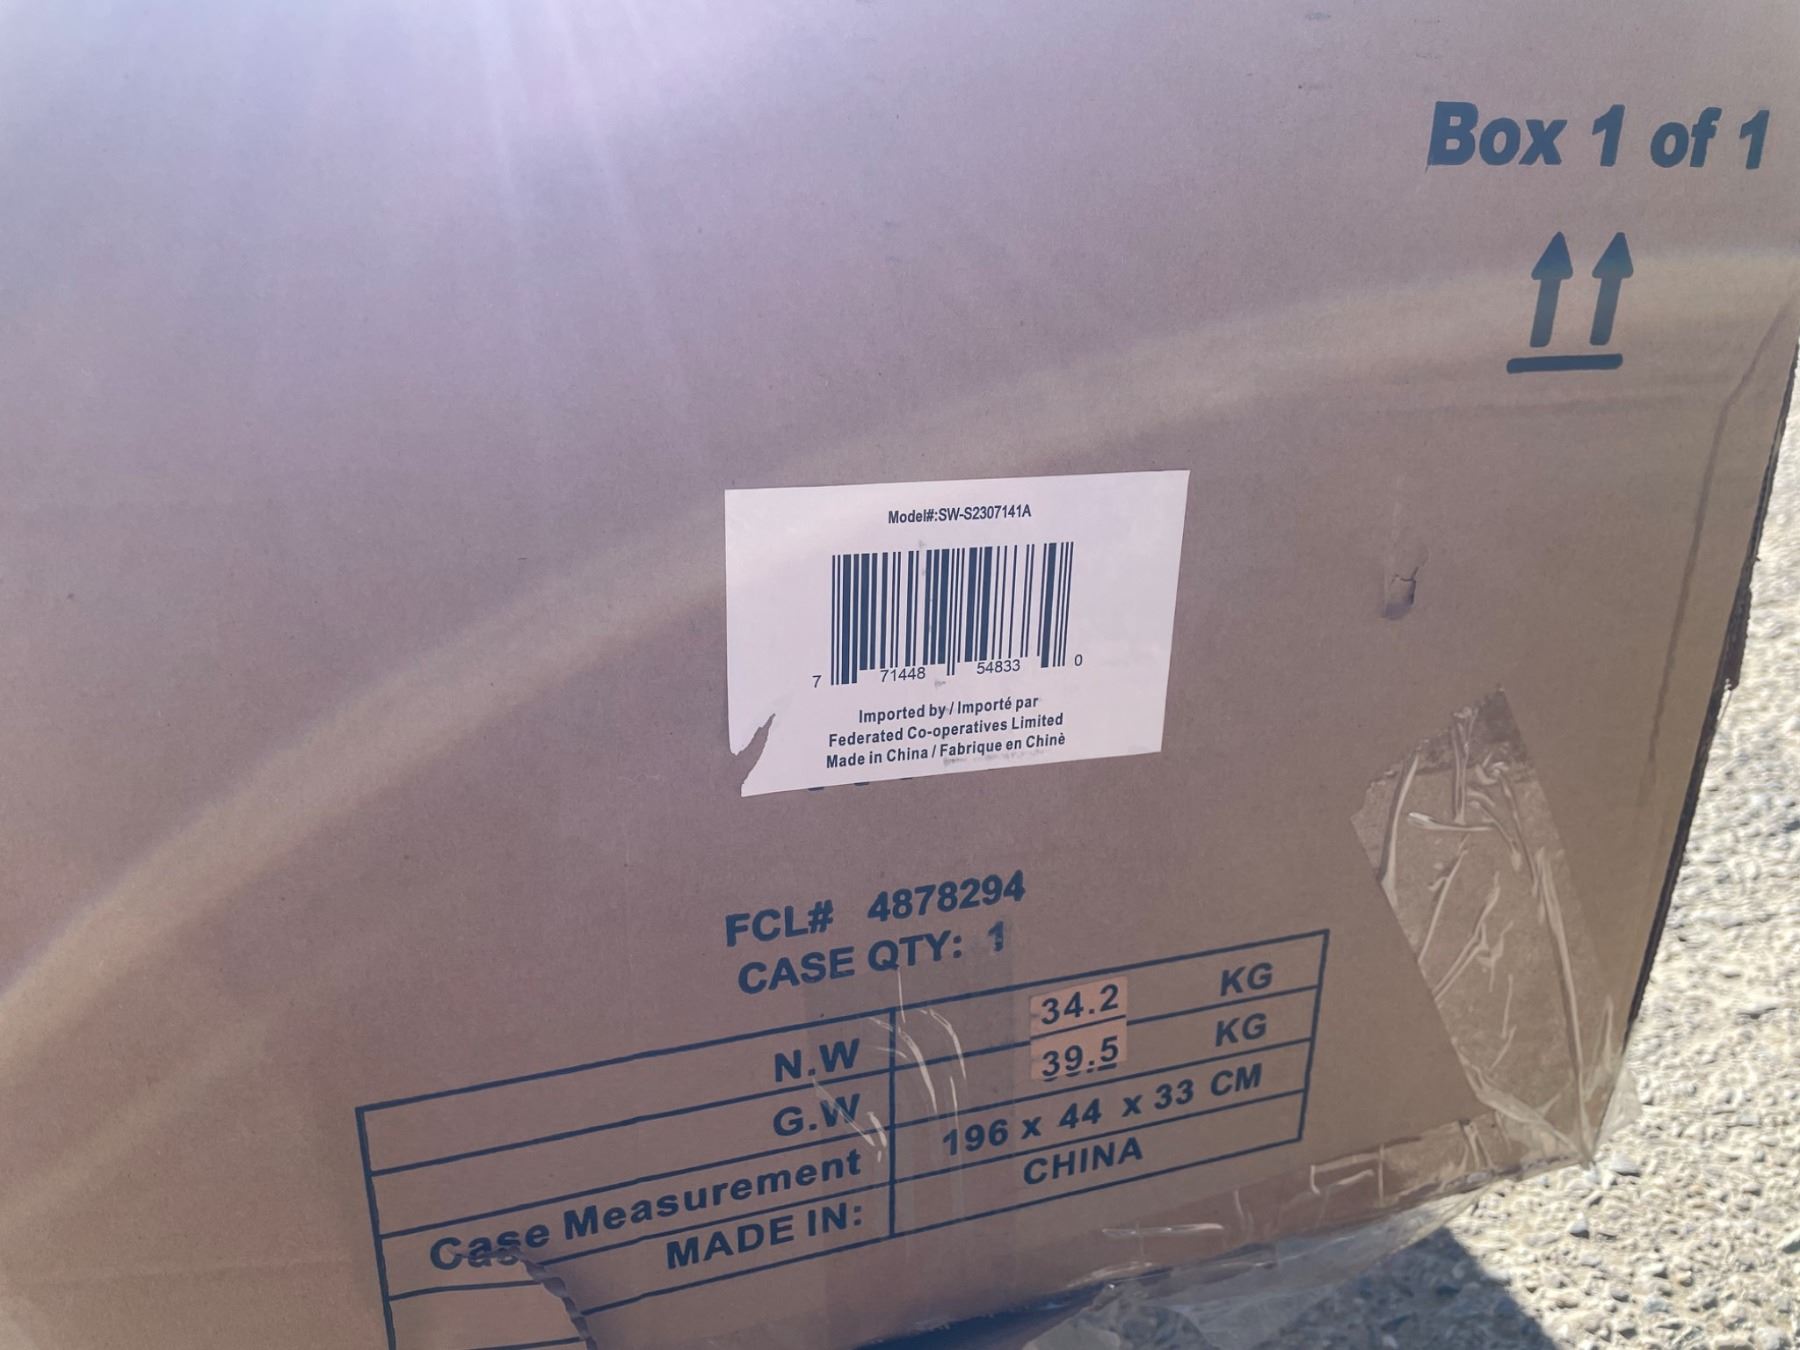 Box 1 of 1
Model#:SW-S2307141A
7 71448 54833 0
Imported by / Importé par
Federated Co-operatives Limited
Made in China / Fabrique en Chinè
FCL# 4878294
CASE QTY: 1
N.W 34.2 KG
G.W 39.5 KG
Case Measurement 196 x 44 x 33 CM
MADE IN: CHINA